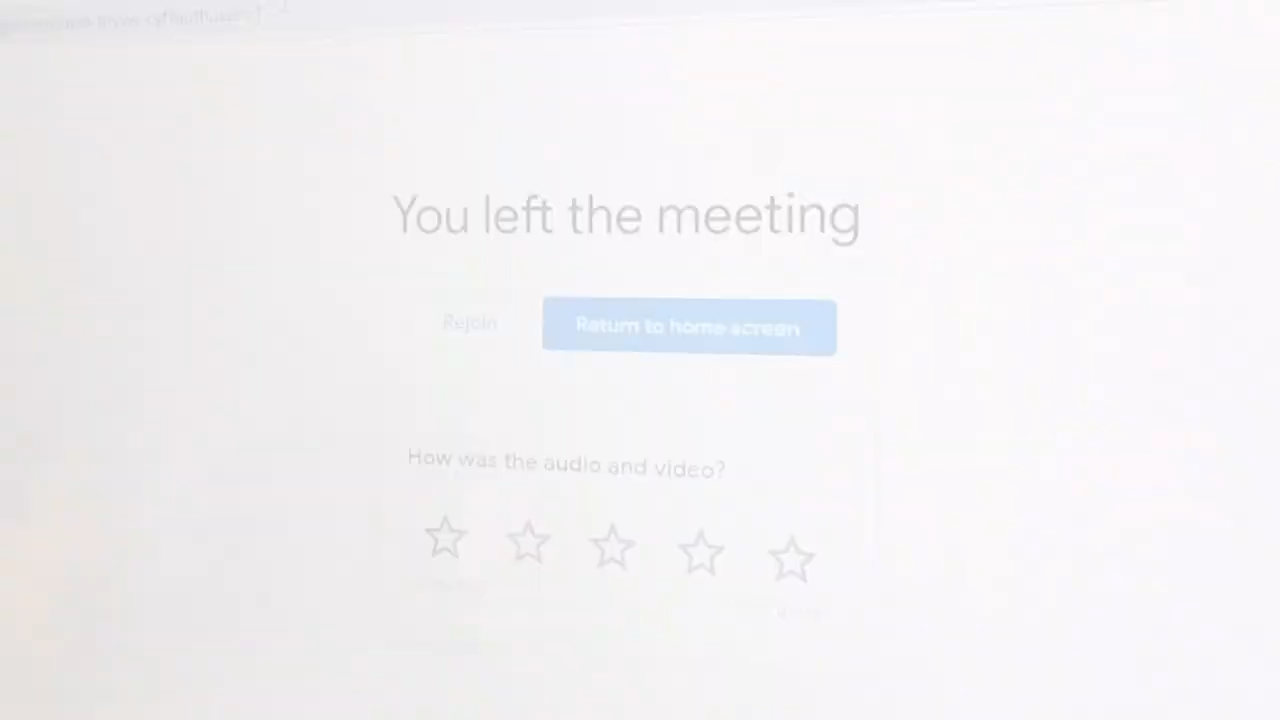 You left the meeting
Rejoin
Return to home screen
How was the audio and video?